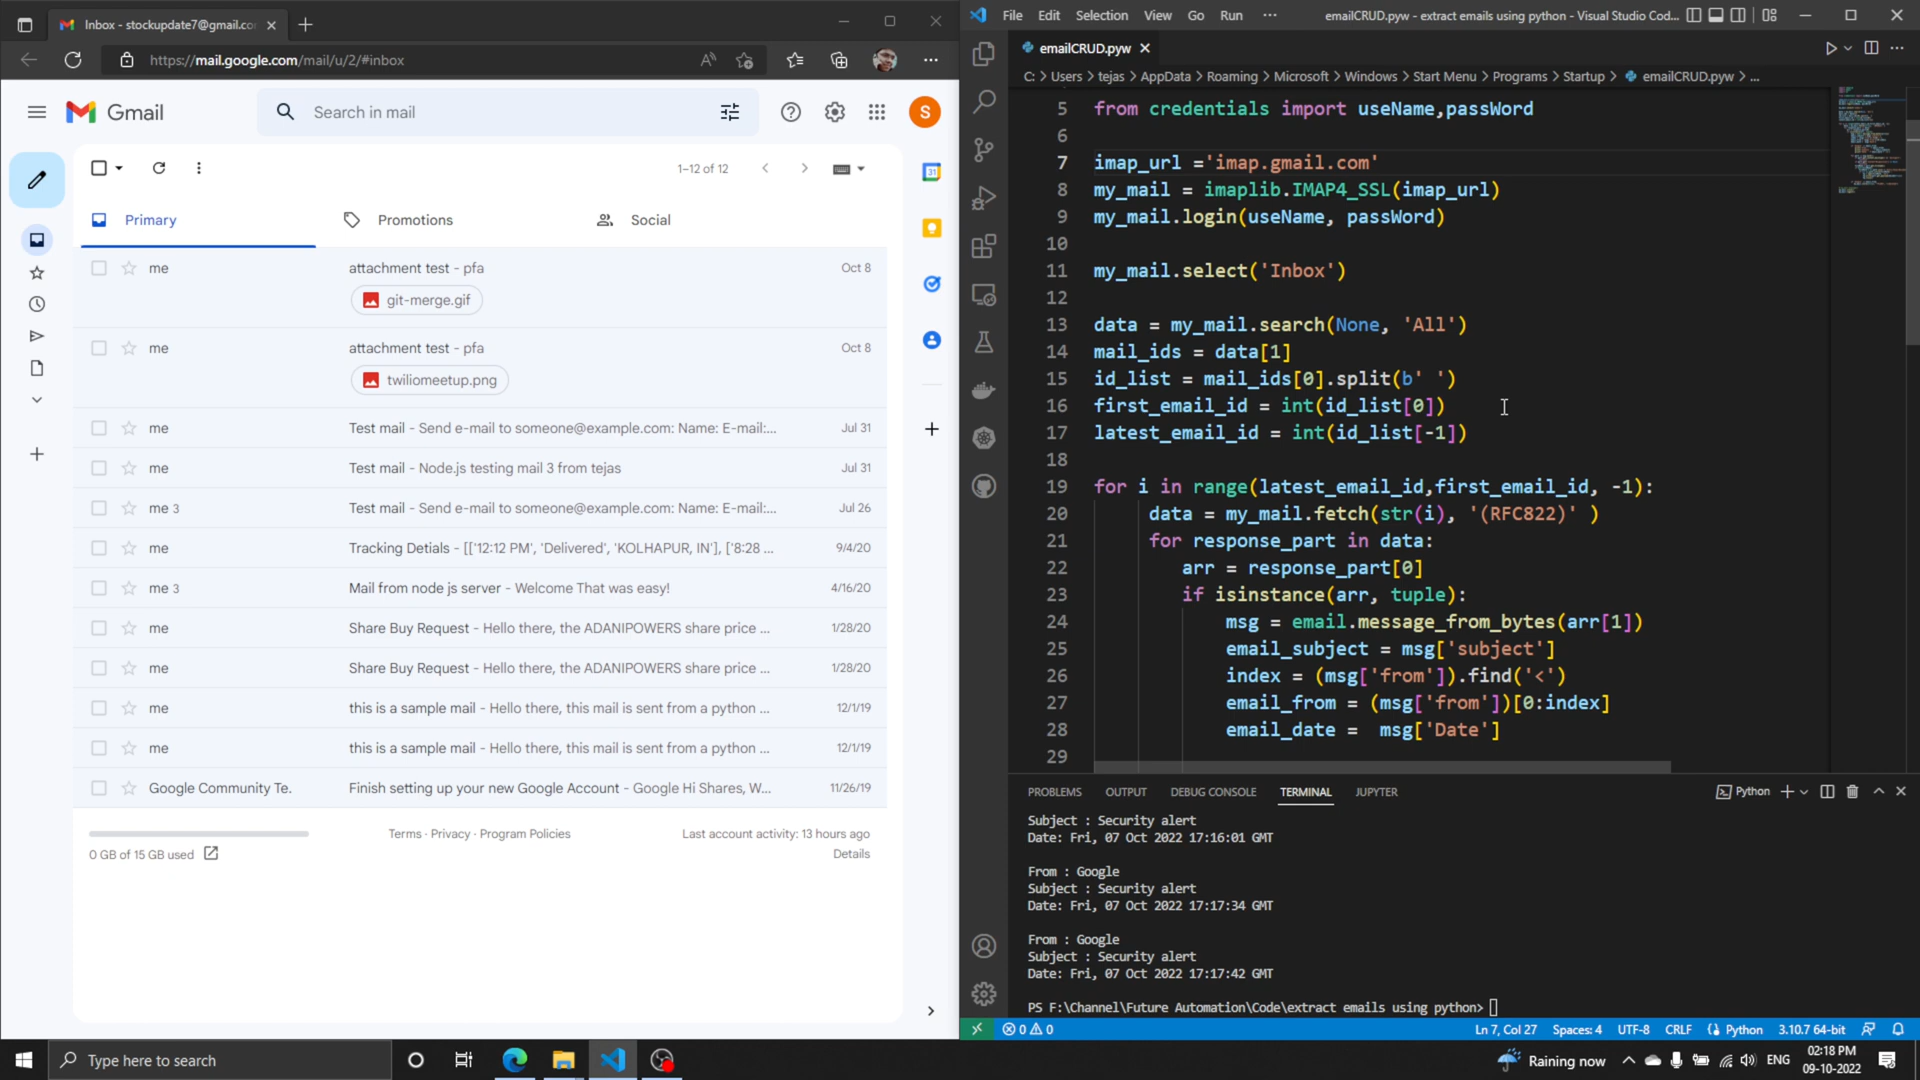 Inbox - stockupdate7@gmail.co
https://mail.google.com/mail/u/2/#inbox
Gmail
Search in mail
S
1–12 of 12
31
Primary
Promotions
Social
me
attachment test - pfa
Oct 8
git-merge.gif
me
attachment test - pfa
Oct 8
twiliomeetup.png
me
Test mail - Send e-mail to someone@example.com: Name: E-mail:...
Jul 31
me
Test mail - Node.js testing mail 3 from tejas
Jul 31
me 3
Test mail - Send e-mail to someone@example.com: Name: E-mail:...
Jul 26
me
Tracking Detials - [['12:12 PM', 'Delivered', 'KOLHAPUR, IN'], ['8:28 ...
9/4/20
me 3
Mail from node js server - Welcome That was easy!
4/16/20
me
Share Buy Request - Hello there, the ADANIPOWERS share price ...
1/28/20
me
Share Buy Request - Hello there, the ADANIPOWERS share price ...
1/28/20
me
this is a sample mail - Hello there, this mail is sent from a python ...
12/1/19
me
this is a sample mail - Hello there, this mail is sent from a python ...
12/1/19
Google Community Te.
Finish setting up your new Google Account - Google Hi Shares, W...
11/26/19
0 GB of 15 GB used
Terms · Privacy · Program Policies
Last account activity: 13 hours ago
Details
File Edit Selection View Go Run ···
emailCRUD.pyw - extract emails using python - Visual Studio Cod...
emailCRUD.pyw
C: > Users > tejas > AppData > Roaming > Microsoft > Windows > Start Menu > Programs > Startup > emailCRUD.pyw > ...
5 from credentials import useName,passWord
6
7 imap_url ='imap.gmail.com'
8 my_mail = imaplib.IMAP4_SSL(imap_url)
9 my_mail.login(useName, passWord)
10
11 my_mail.select('Inbox')
12
13 data = my_mail.search(None, 'All')
14 mail_ids = data[1]
15 id_list = mail_ids[0].split(b' ')
16 first_email_id = int(id_list[0])
17 latest_email_id = int(id_list[-1])
18
19 for i in range(latest_email_id,first_email_id, -1):
20 data = my_mail.fetch(str(i), '(RFC822)' )
21 for response_part in data:
22 arr = response_part[0]
23 if isinstance(arr, tuple):
24 msg = email.message_from_bytes(arr[1])
25 email_subject = msg['subject']
26 index = (msg['from']).find('<')
27 email_from = (msg['from'])[0:index]
28 email_date =  msg['Date']
29
PROBLEMS OUTPUT DEBUG CONSOLE TERMINAL JUPYTER
Python
Subject : Security alert
Date: Fri, 07 Oct 2022 17:16:01 GMT
From : Google
Subject : Security alert
Date: Fri, 07 Oct 2022 17:17:34 GMT
From : Google
Subject : Security alert
Date: Fri, 07 Oct 2022 17:17:42 GMT
PS F:\Channel\Future Automation\Code\extract emails using python>
0 0
Ln 7, Col 27 Spaces: 4 UTF-8 CRLF Python 3.10.7 64-bit
Type here to search
Raining now
ENG
02:18 PM
09-10-2022